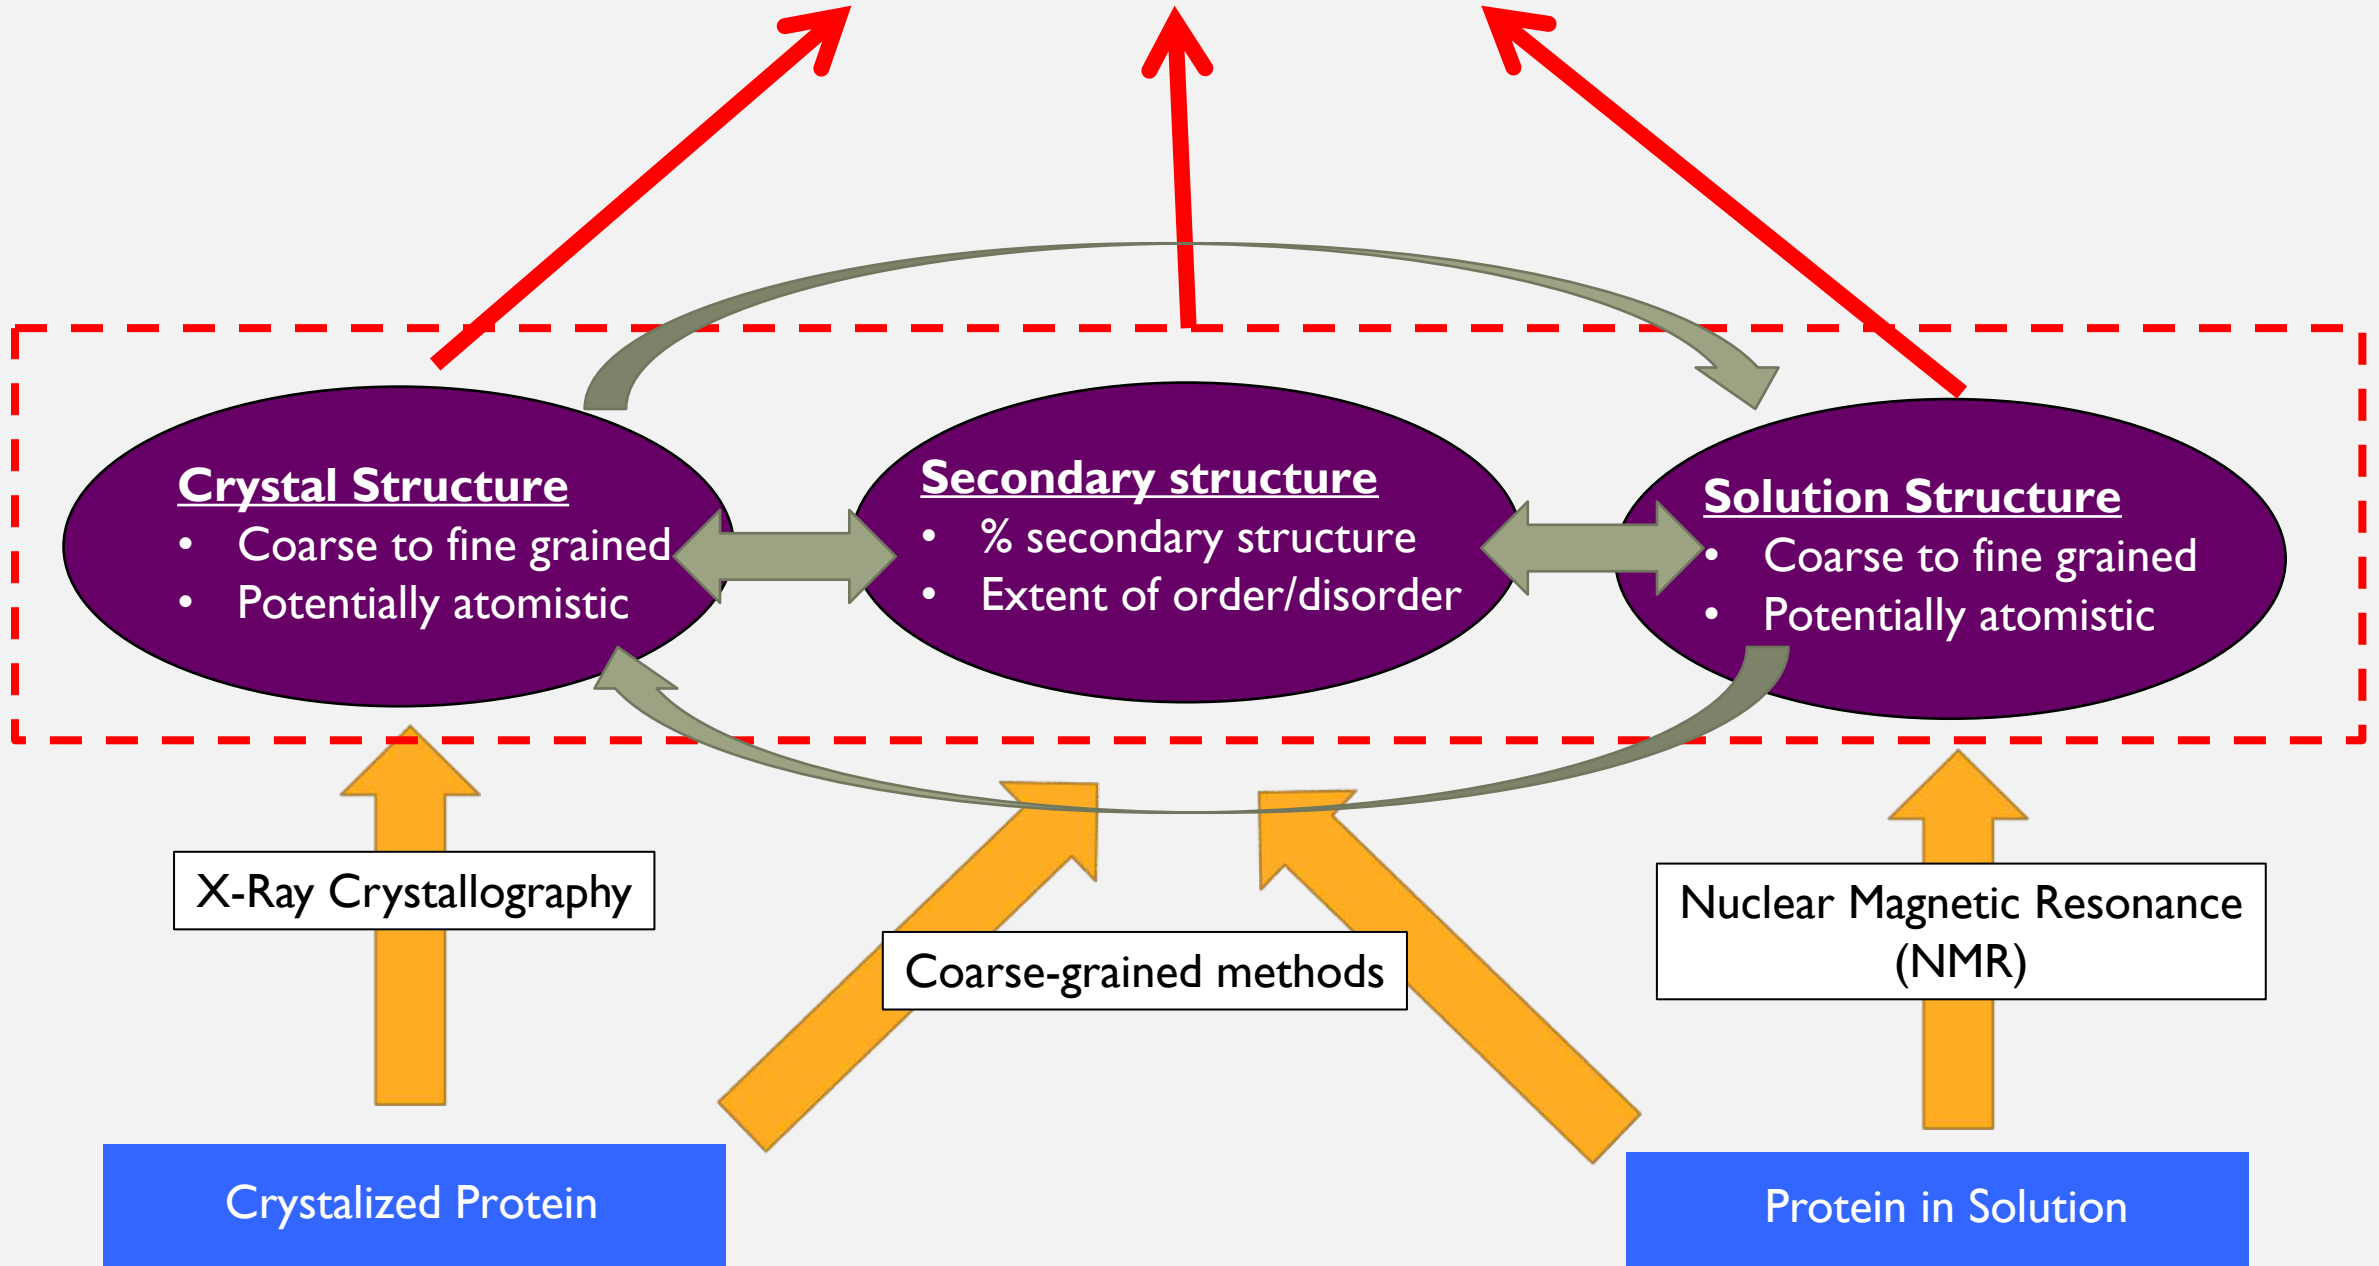 Crystal Structure
• Coarse to fine grained
• Potentially atomistic
Secondary structure
• % secondary structure
• Extent of order/disorder
Solution Structure
• Coarse to fine grained
• Potentially atomistic
X-Ray Crystallography
Coarse-grained methods
Nuclear Magnetic Resonance
(NMR)
Crystalized Protein
Protein in Solution